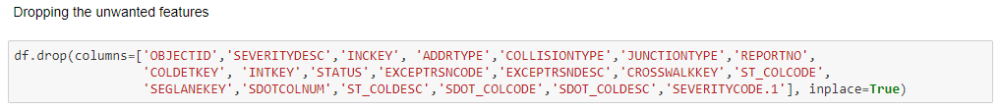 Dropping the unwanted features
df.drop(columns=['OBJECTID','SEVERITYDESC','INCKEY', 'ADDRTYPE','COLLISIONTYPE','JUNCTIONTYPE','REPORTNO',
'COLDETKEY', 'INTKEY','STATUS','EXCEPTRSNCODE','EXCEPTRSNDESC','CROSSWALKKEY','ST_COLCODE',
'SEGLANEKEY','SDOTCOLNUM','ST_COLDESC','SDOT_COLCODE','SDOT_COLDESC','SEVERITYCODE.1'], inplace=True)